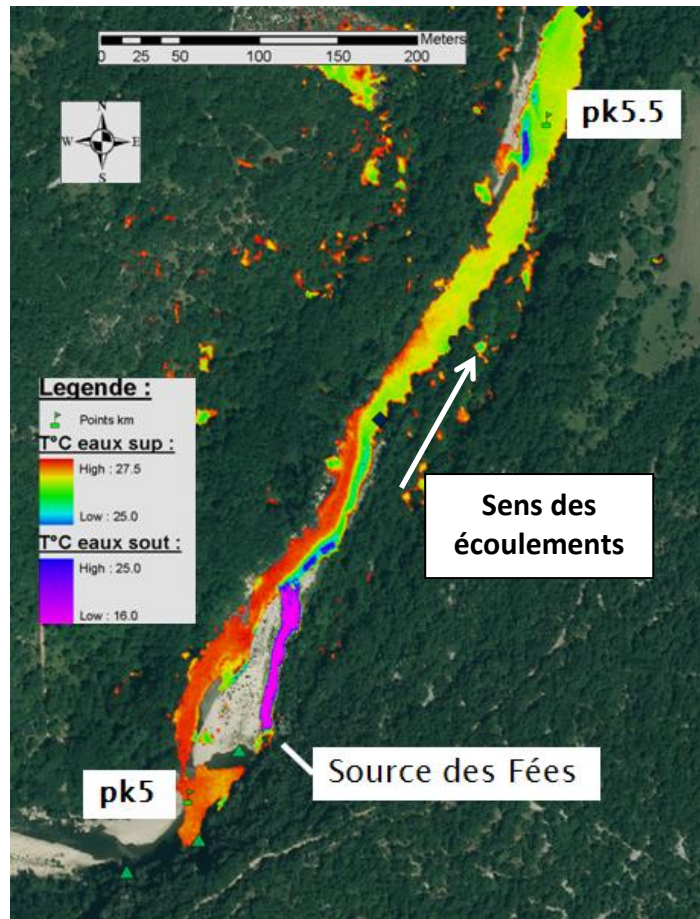 Meters
0 25 50 100 150 200
N
W E
S
pk5.5
Legende :
Points km
T°C eaux sup :
High : 27.5
Low : 25.0
T°C eaux sout :
High : 25.0
Low : 16.0
Sens des
écoulements
Source des Fées
pk5